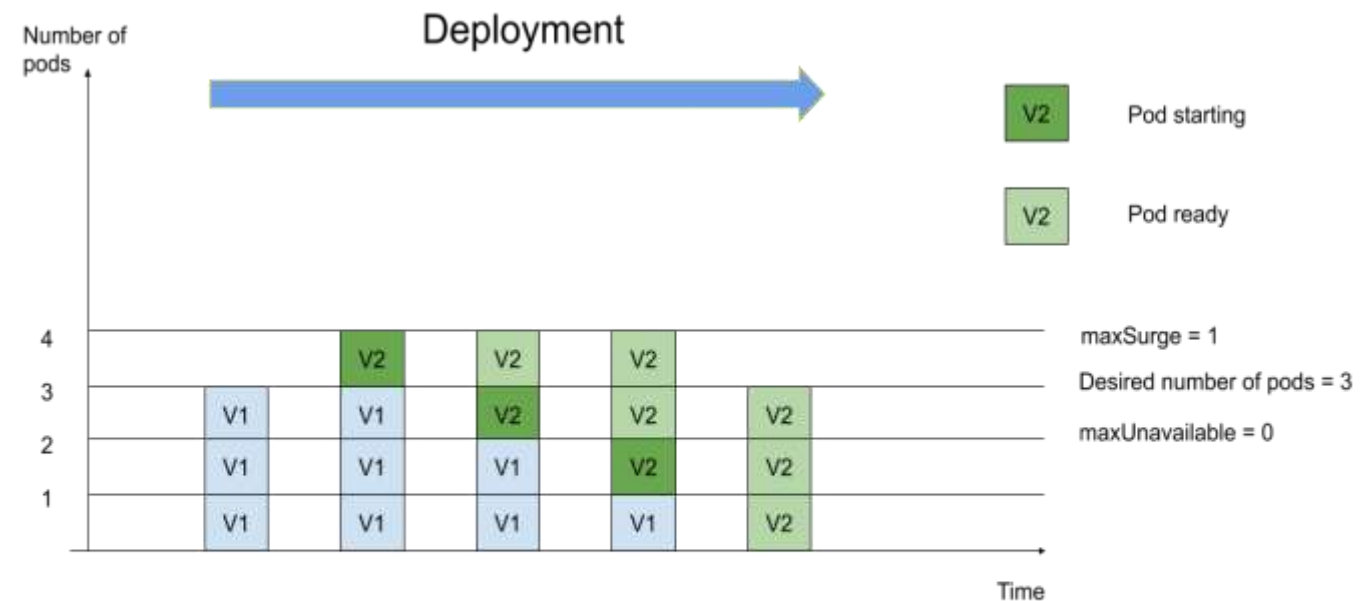 Deployment
Number of
pods
V2 Pod starting
V2 Pod ready
4
maxSurge = 1
V2 V2 V2
3
Desired number of pods = 3
V1 V1 V2 V2 V2
2
maxUnavailable = 0
V1 V1 V1 V2 V2
1
V1 V1 V1 V1 V2
Time